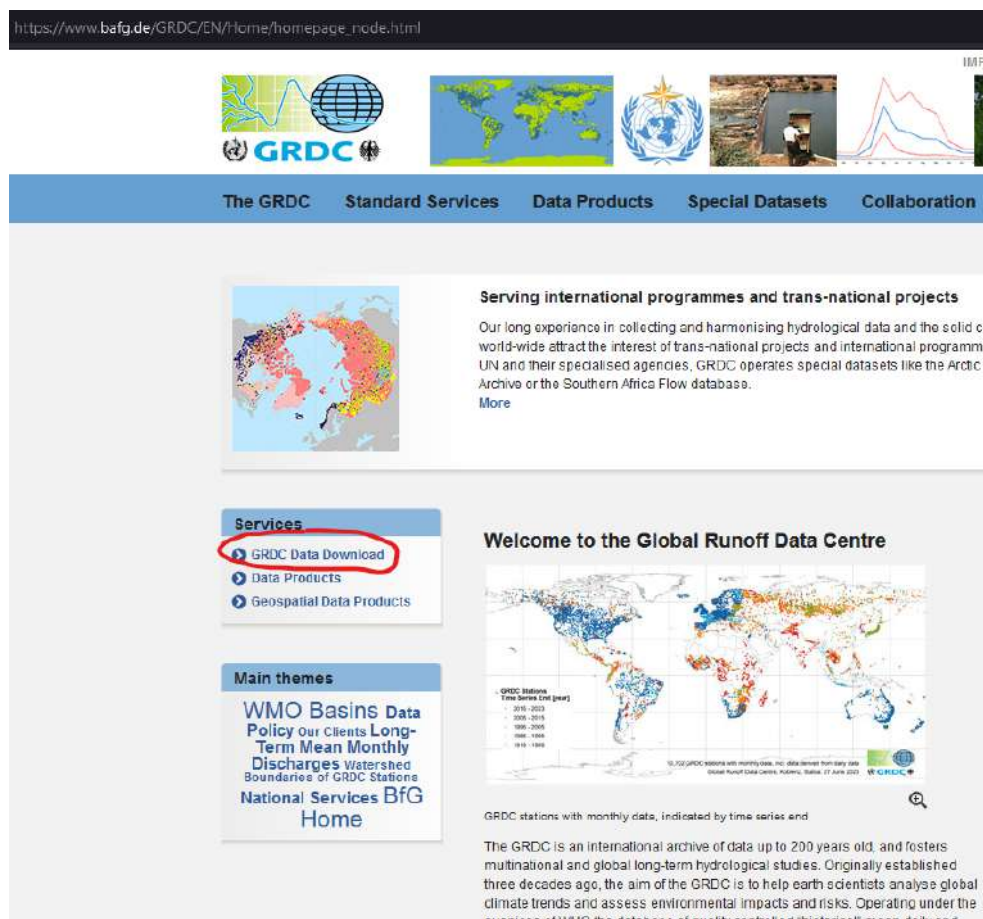 https://www.bafg.de/GRDC/EN/Home/homepage_node.html
GRDC
The GRDC Standard Services Data Products Special Datasets Collaboration
Serving international programmes and trans-national projects
Our long experience in collecting and harmonising hydrological data and the solid
world-wide attract the interest of trans-national projects and international
UN and their specialised agencies, GRDC operates special datasets like the Arctic
Archive or the Southern Africa Flow database.
More
Services
GRDC Data Download
Data Products
Geospatial Data Products
Welcome to the Global Runoff Data Centre
GRDC Stations
Time Series End [year]
Main themes
WMO Basins Data
Policy Our Clients Long-
Term Mean Monthly
Discharges Watershed
Boundaries of GRDC Stations
National Services BfG
Home
GRDC
GRDC stations with monthly data, indicated by time series end
The GRDC is an international archive of data up to 200 years old, and fosters
multinational and global long-term hydrological studies. Originally established
three decades ago, the aim of the GRDC is to help earth scientists analyse global
climate trends and assess environmental impacts and risks. Operating under the